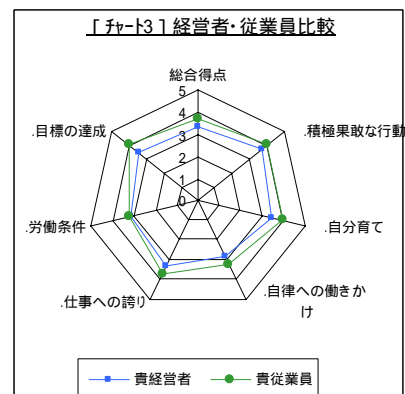 ［ チャート3 ］ 経営者・従業員比較
総合得点
.積極果敢な行動
.自分育て
.自律への働きか
け
.仕事への誇り
.労働条件
.目標の達成
5
4
3
2
1
0
貴経営者
貴従業員